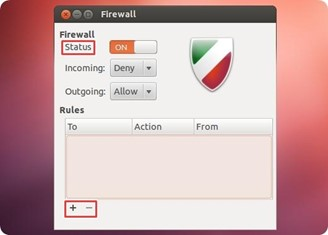 Firewall
Firewall
Status ON
Incoming: Deny
Outgoing: Allow
Rules
To Action From
+ −